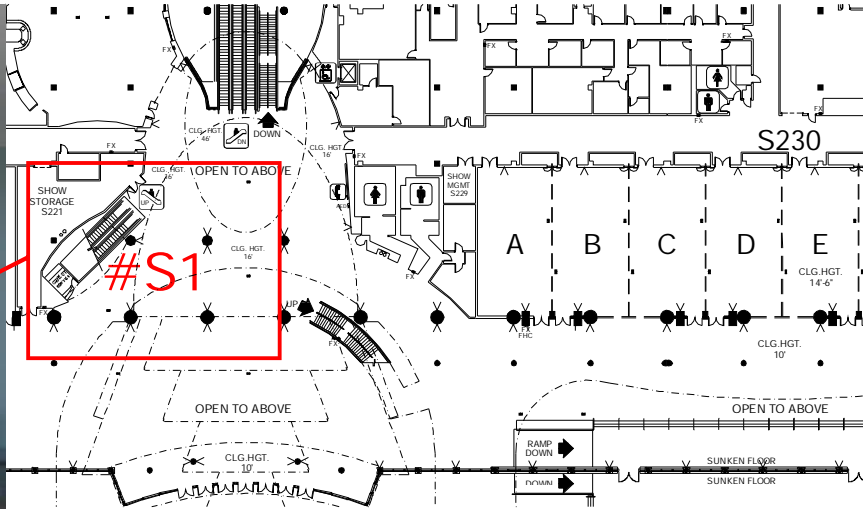 FX
FX
CLG. HGT.
46'
DN
DOWN
CLG. HGT
16'
FX
S230
FX
FX
CLG. HGT.
16'
OPEN TO ABOVE
FX
SHOW
STORAGE
S221
UP
SHOW
MGMT
S229
A
B
C
D
E
CLG. HGT.
16'
#S1
FX
CLG.HGT.
14'-6"
UP
FX
FX
FX
FHC
CLG.HGT.
10'
OPEN TO ABOVE
OPEN TO ABOVE
RAMP
DOWN
CLG.HGT.
10'
SUNKEN FLOOR
SUNKEN FLOOR
DOWN